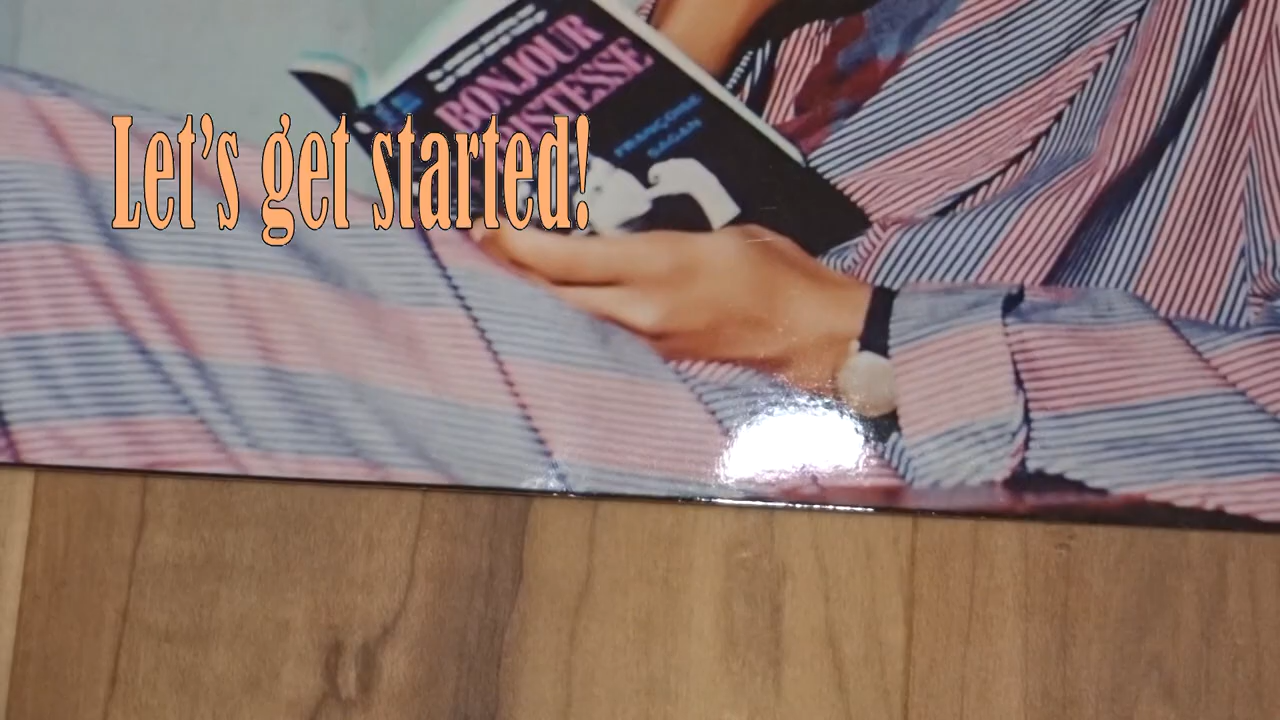 BONJOUR
TRISTESSE
FRANÇOISE
SAGAN
Let's get started!